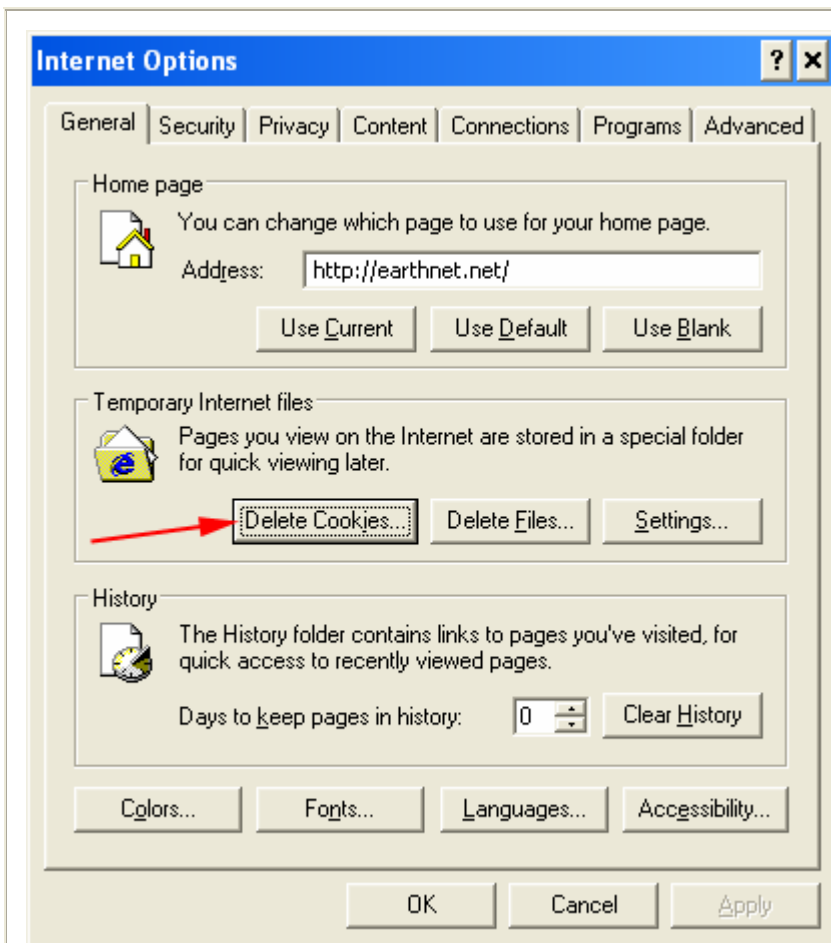 Internet Options
General Security Privacy Content Connections Programs Advanced
Home page
You can change which page to use for your home page.
Address: http://earthnet.net/
Use Current Use Default Use Blank
Temporary Internet files
Pages you view on the Internet are stored in a special folder
for quick viewing later.
Delete Cookies... Delete Files... Settings...
History
The History folder contains links to pages you've visited, for
quick access to recently viewed pages.
Days to keep pages in history: 0 Clear History
Colors... Fonts... Languages... Accessibility...
OK Cancel Apply